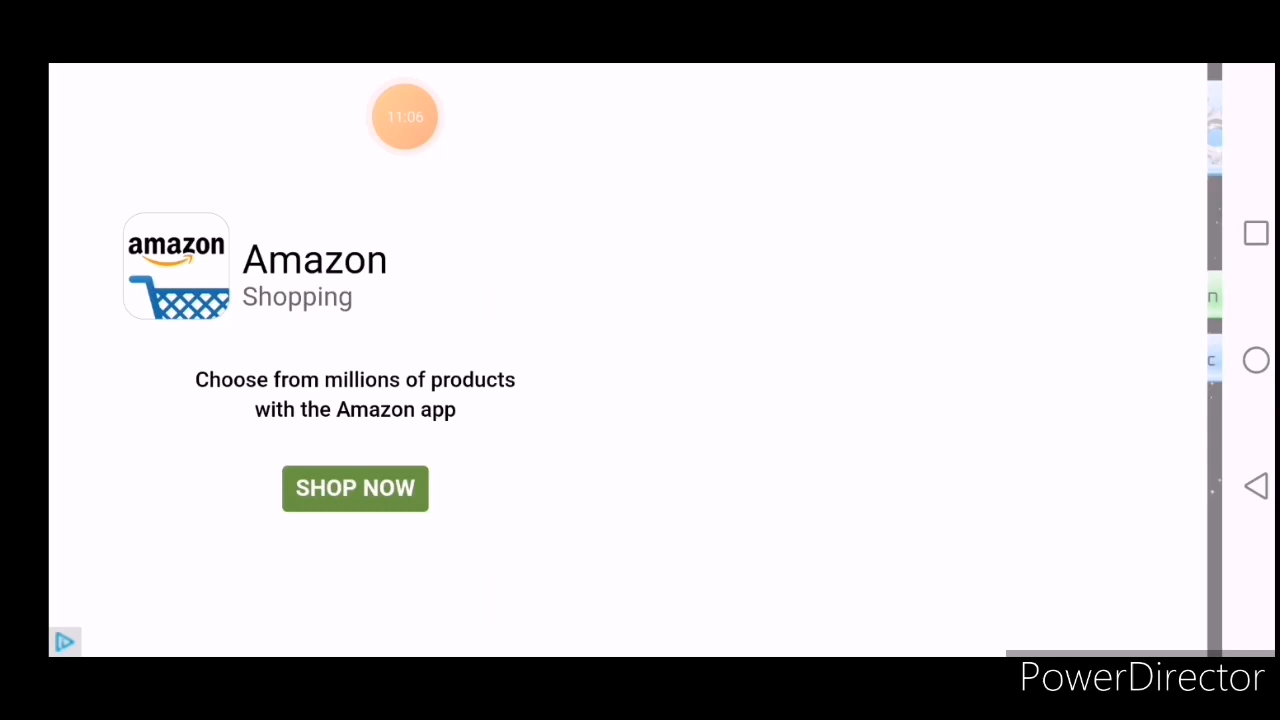 11:06
amazon
Amazon
Shopping
Choose from millions of products
with the Amazon app
SHOP NOW
n
c
PowerDirector